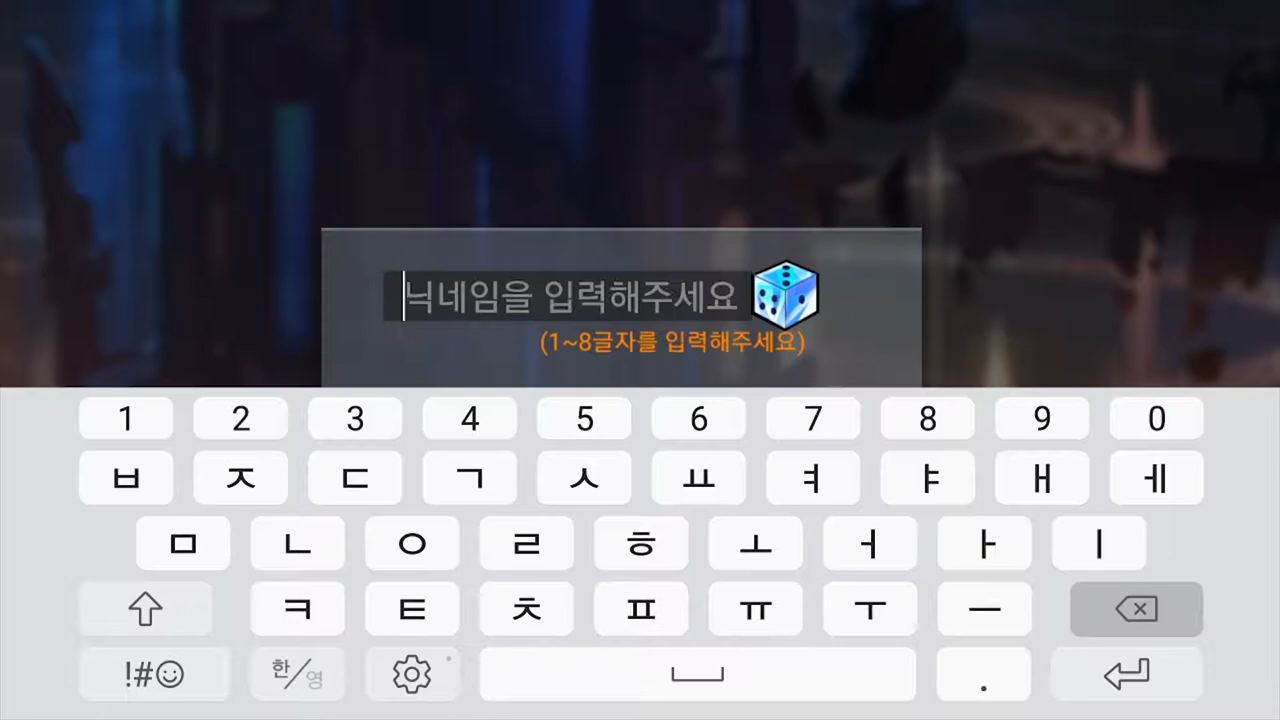 닉네임을 입력해주세요
(1~8글자를 입력해주세요)
1 2 3 4 5 6 7 8 9 0
ㅂ ㅈ ㄷ ㄱ ㅅ ㅛ ㅕ ㅑ ㅐ ㅔ
ㅁ ㄴ ㅇ ㄹ ㅎ ㅗ ㅓ ㅏ ㅣ
ㅋ ㅌ ㅊ ㅍ ㅠ ㅜ ㅡ
!#☺ 한/영 .